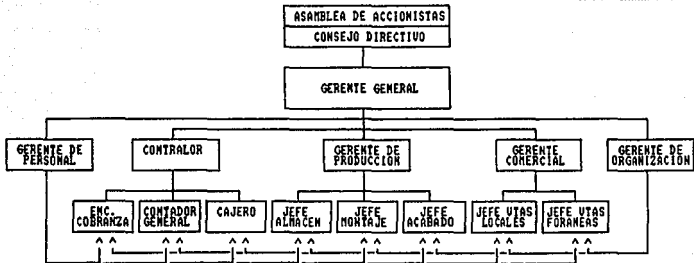 ASAMBLEA DE ACCIONISTAS
CONSEJO DIRECTIVO
GERENTE GENERAL
GERENTE DE
PERSONAL
CONTRALOR
GERENTE DE
PRODUCCION
GERENTE
COMERCIAL
GERENTE DE
ORGANIZACIÓN
ENC.
COBRANZA
CONTADOR
GENERAL
CAJERO
JEFE
ALMACEN
JEFE
MONTAJE
JEFE
ACABADO
JEFE VTAS
LOCALES
JEFE VTAS
FORANEAS